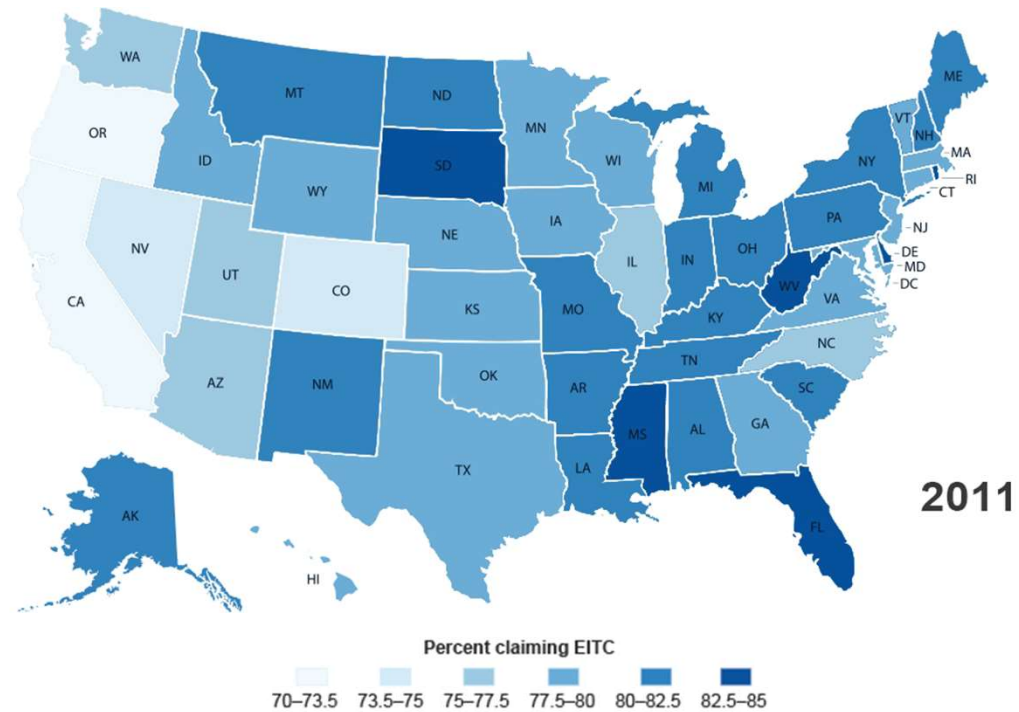 WA
MT
ND
ME
OR
ID
SD
MN
WI
MI
NY
VT
NH
MA
RI
CT
WY
NE
IA
IL
IN
OH
PA
NJ
DE
MD
DC
NV
UT
CO
KS
MO
KY
WV
VA
CA
AZ
NM
OK
AR
TN
NC
SC
TX
LA
MS
AL
GA
FL
AK
HI
2011
Percent claiming EITC
70–73.5 73.5–75 75–77.5 77.5–80 80–82.5 82.5–85